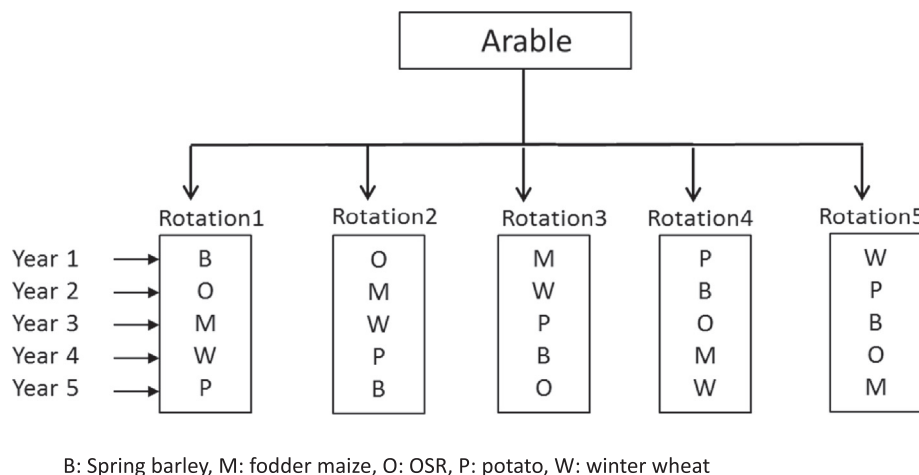 Arable
Rotation1 Rotation2 Rotation3 Rotation4 Rotation5
Year 1 B O M P W
Year 2 O M W B P
Year 3 M W P O B
Year 4 W P B M O
Year 5 P B O W M
B: Spring barley, M: fodder maize, O: OSR, P: potato, W: winter wheat